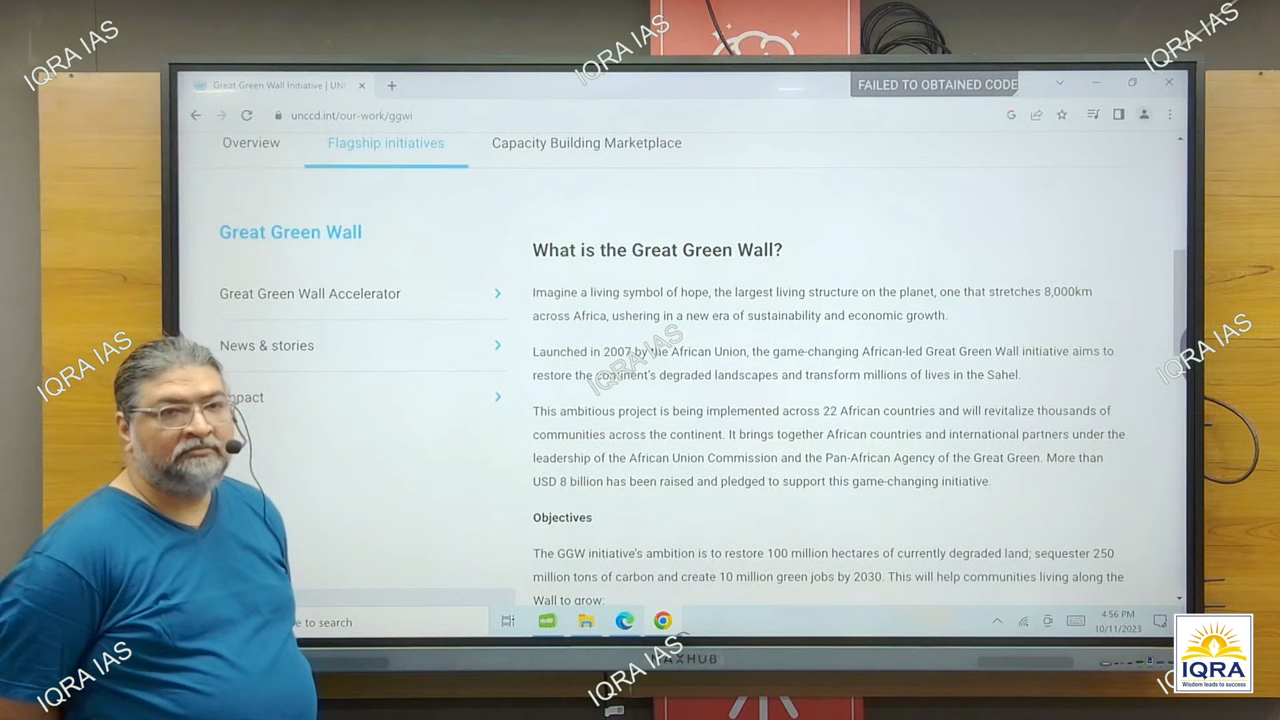 IQRA IAS
IQRA IAS
IQRA IAS
Great Green Wall Initiative | UN
FAILED TO OBTAINED CODE
unccd.int/our-work/ggwi
Overview
Flagship initiatives
Capacity Building Marketplace
Great Green Wall
Great Green Wall Accelerator
News & stories
mpact
What is the Great Green Wall?
Imagine a living symbol of hope, the largest living structure on the planet, one that stretches 8,000km
across Africa, ushering in a new era of sustainability and economic growth.
Launched in 2007 by the African Union, the game-changing African-led Great Green Wall initiative aims to
restore the continent's degraded landscapes and transform millions of lives in the Sahel.
This ambitious project is being implemented across 22 African countries and will revitalize thousands of
communities across the continent. It brings together African countries and international partners under the
leadership of the African Union Commission and the Pan-African Agency of the Great Green. More than
USD 8 billion has been raised and pledged to support this game-changing initiative.
Objectives
The GGW initiative's ambition is to restore 100 million hectares of currently degraded land; sequester 250
million tons of carbon and create 10 million green jobs by 2030. This will help communities living along the
Wall to grow:
IQRA IAS
IQRA IAS
IQRA IAS
e to search
4:56 PM
10/11/2023
AXHUB
IQRA IAS
IQRA IAS
IQRA
Wisdom leads to success